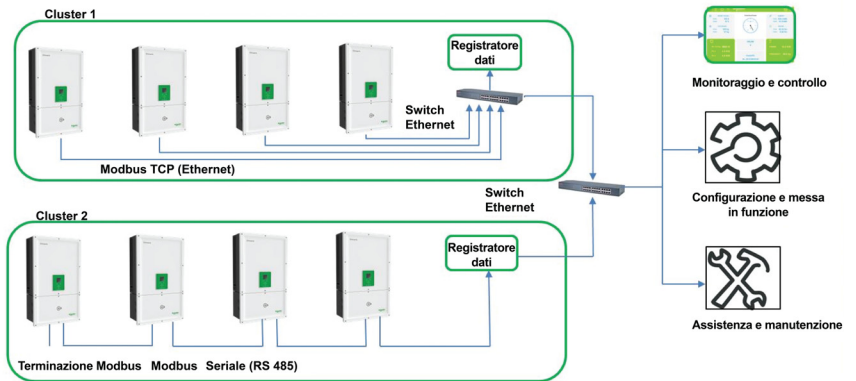 Cluster 1
Registratore
dati
Switch
Ethernet
Modbus TCP (Ethernet)
Monitoraggio e controllo
Switch
Ethernet
Configurazione e messa
in funzione
Cluster 2
Registratore
dati
Terminazione Modbus Modbus Seriale (RS 485)
Assistenza e manutenzione